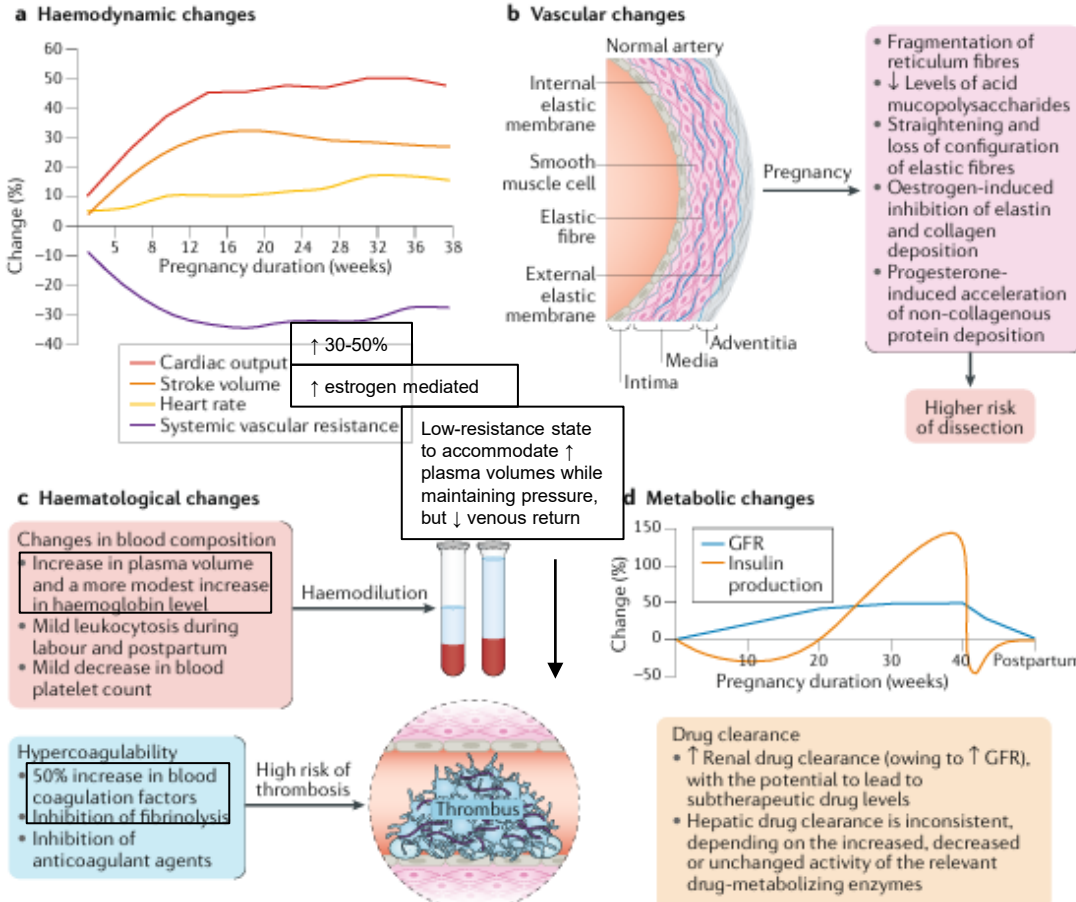 a Haemodynamic changes
60
50
40
30
20
10
0
−10
−20
−30
−40
Change (%)
5 8 12 16 20 24 28 32 36 38
Pregnancy duration (weeks)
Cardiac output
Stroke volume
Heart rate
Systemic vascular resistance
↑ 30-50%
↑ estrogen mediated
Low-resistance state
to accommodate ↑
plasma volumes while
maintaining pressure,
but ↓ venous return
b Vascular changes
Normal artery
Internal
elastic
membrane
Smooth
muscle cell
Elastic
fibre
External
elastic
membrane
Adventitia
Media
Intima
Pregnancy
• Fragmentation of
reticulum fibres
• ↓ Levels of acid
mucopolysaccharides
• Straightening and
loss of configuration
of elastic fibres
• Oestrogen-induced
inhibition of elastin
and collagen
deposition
• Progesterone-
induced acceleration
of non-collagenous
protein deposition
Higher risk
of dissection
c Haematological changes
Changes in blood composition
• Increase in plasma volume
and a more modest increase
in haemoglobin level
• Mild leukocytosis during
labour and postpartum
• Mild decrease in blood
platelet count
Haemodilution
Hypercoagulability
• 50% increase in blood
coagulation factors
• Inhibition of fibrinolysis
• Inhibition of
anticoagulant agents
High risk of
thrombosis
Thrombus
d Metabolic changes
150
100
50
0
−50
Change (%)
GFR
Insulin
production
10 20 30 40 Postpartum
Pregnancy duration (weeks)
Drug clearance
• ↑ Renal drug clearance (owing to ↑ GFR),
with the potential to lead to
subtherapeutic drug levels
• Hepatic drug clearance is inconsistent,
depending on the increased, decreased
or unchanged activity of the relevant
drug-metabolizing enzymes